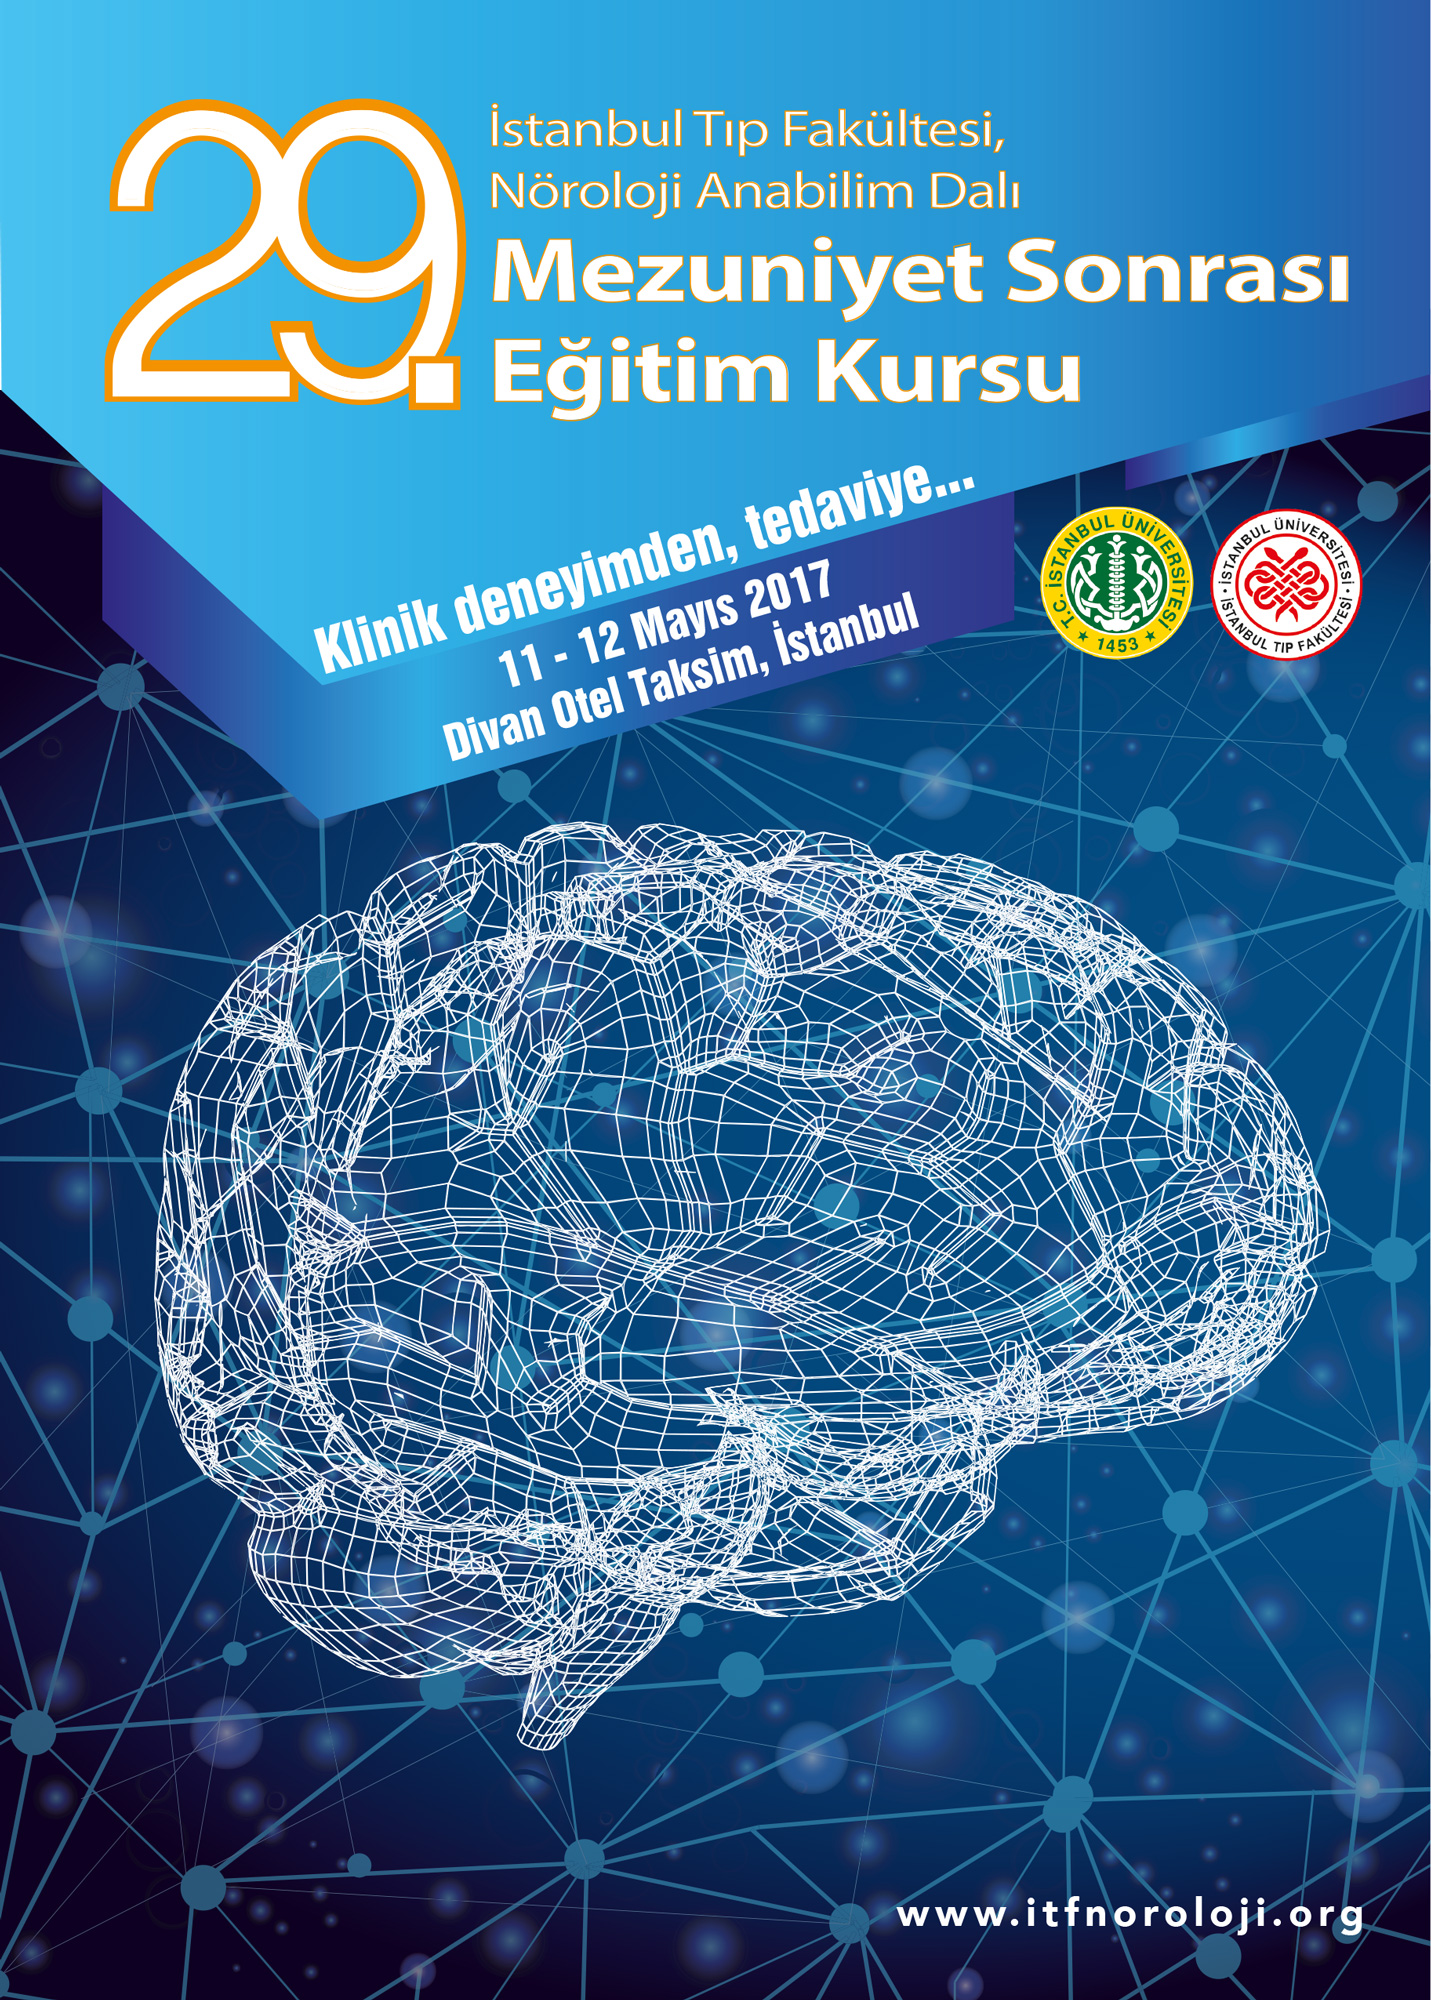 29.
İstanbul Tıp Fakültesi,
Nöroloji Anabilim Dalı
Mezuniyet Sonrası
Eğitim Kursu
Klinik deneyimden, tedaviye...
11 - 12 Mayıs 2017
Divan Otel Taksim, İstanbul
T.C. İSTANBUL ÜNİVERSİTESİ
★ 1453 ★
· İSTANBUL ÜNİVERSİTESİ ·
İSTANBUL TIP FAKÜLTESİ
www.itfnoroloji.org